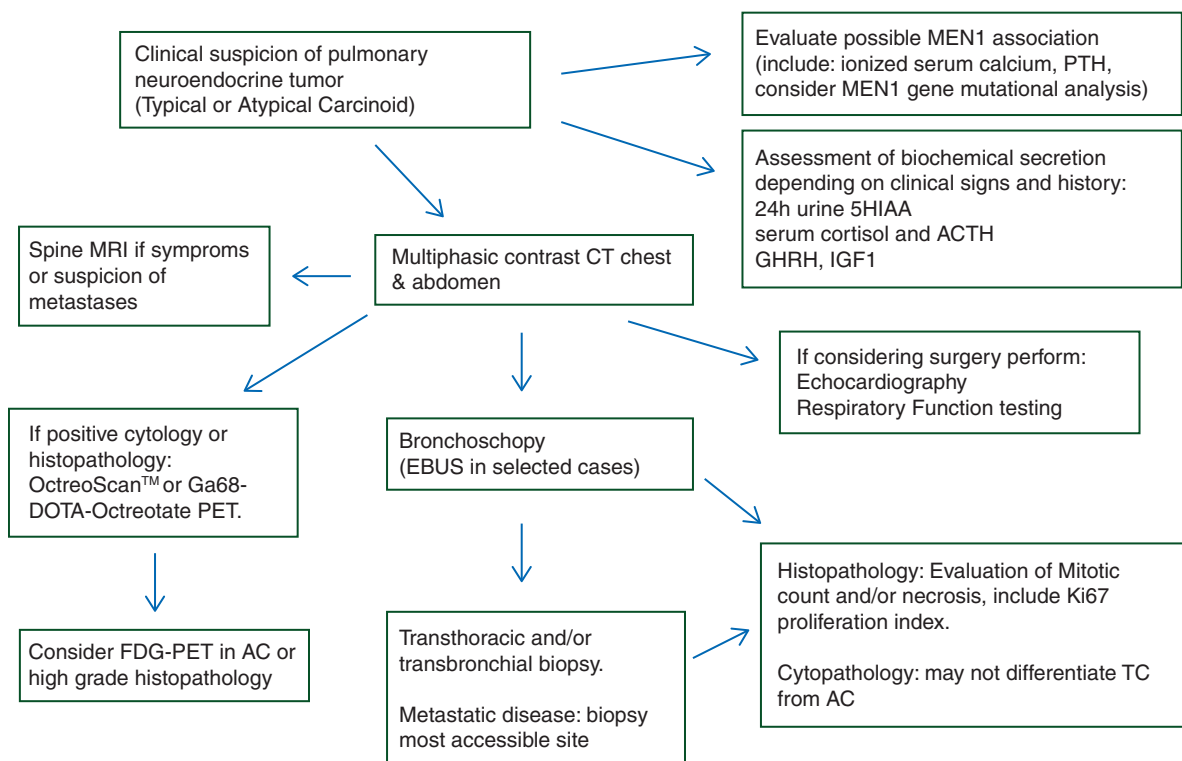 Clinical suspicion of pulmonary
neuroendocrine tumor
(Typical or Atypical Carcinoid)
Evaluate possible MEN1 association
(include: ionized serum calcium, PTH,
consider MEN1 gene mutational analysis)
Assessment of biochemical secretion
depending on clinical signs and history:
24h urine 5HIAA
serum cortisol and ACTH
GHRH, IGF1
Spine MRI if symproms
or suspicion of
metastases
Multiphasic contrast CT chest
& abdomen
If considering surgery perform:
Echocardiography
Respiratory Function testing
If positive cytology or
histopathology:
OctreoScan™ or Ga68-
DOTA-Octreotate PET.
Bronchoschopy
(EBUS in selected cases)
Histopathology: Evaluation of Mitotic
count and/or necrosis, include Ki67
proliferation index.
Cytopathology: may not differentiate TC
from AC
Consider FDG-PET in AC or
high grade histopathology
Transthoracic and/or
transbronchial biopsy.
Metastatic disease: biopsy
most accessible site